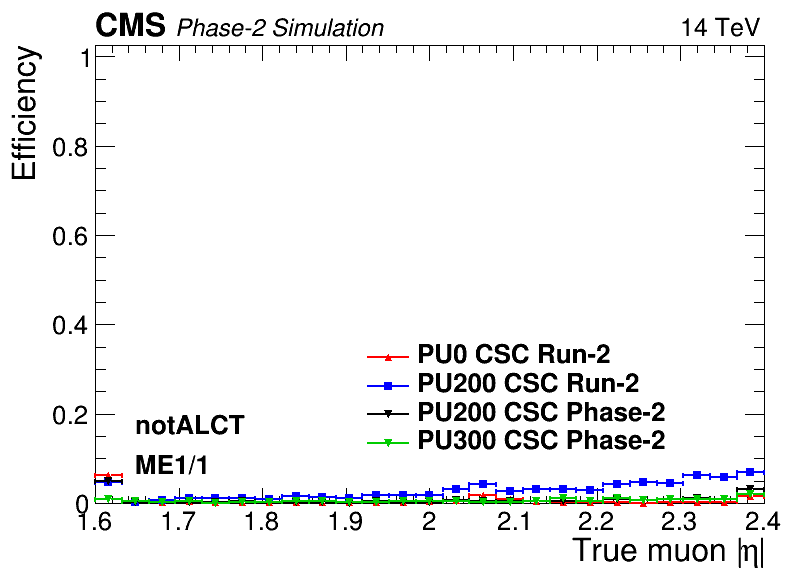 CMS Phase-2 Simulation 14 TeV
Efficiency
1
0.8
0.6
0.4
0.2
0
PU0 CSC Run-2
PU200 CSC Run-2
PU200 CSC Phase-2
PU300 CSC Phase-2
notALCT
ME1/1
1.6 1.7 1.8 1.9 2 2.1 2.2 2.3 2.4
True muon |η|